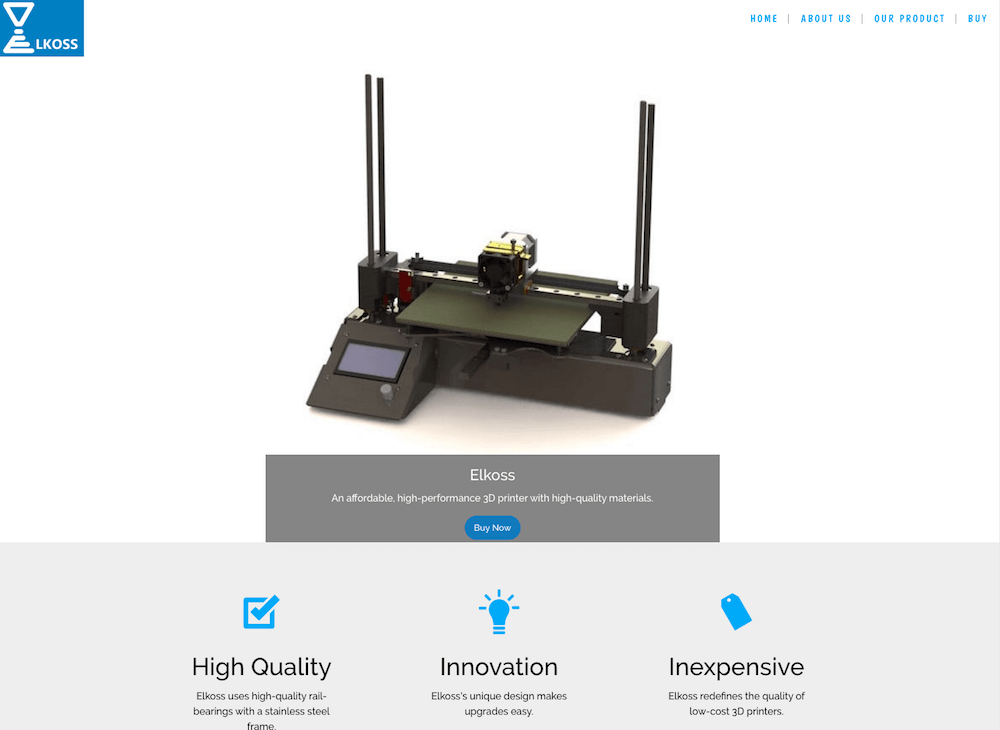 LKOSS
HOME | ABOUT US | OUR PRODUCT | BUY
Elkoss
An affordable, high-performance 3D printer with high-quality materials.
Buy Now
High Quality
Elkoss uses high-quality rail-
bearings with a stainless steel
frame.
Innovation
Elkoss's unique design makes
upgrades easy.
Inexpensive
Elkoss redefines the quality of
low-cost 3D printers.